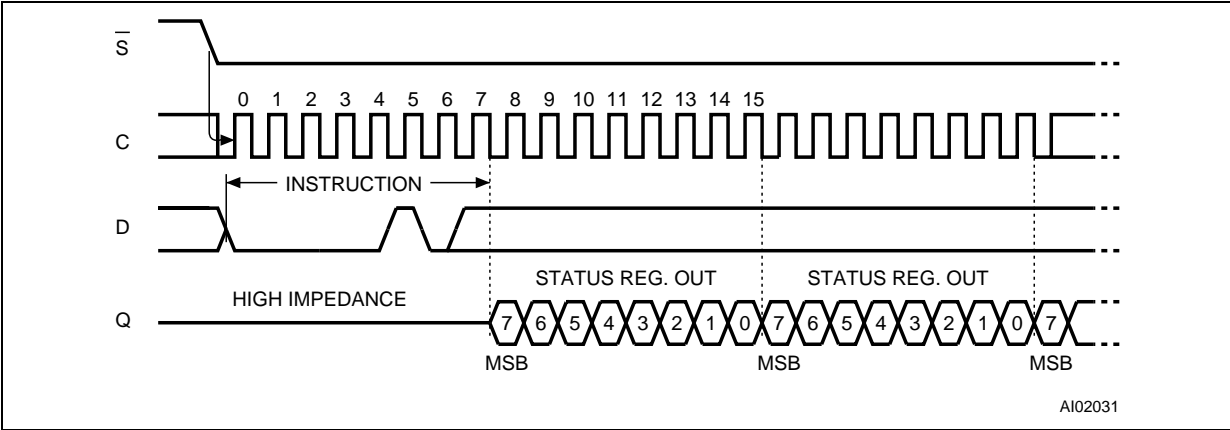 S
0 1 2 3 4 5 6 7 8 9 10 11 12 13 14 15
C
INSTRUCTION
D
STATUS REG. OUT STATUS REG. OUT
HIGH IMPEDANCE
Q
7 6 5 4 3 2 1 0 7 6 5 4 3 2 1 0 7
MSB MSB MSB
AI02031